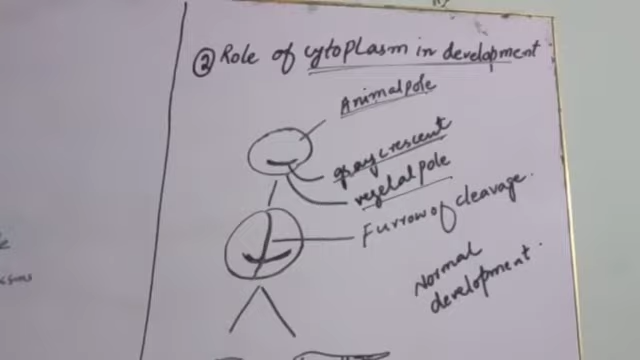 ② Role of cytoplasm in development
Animal pole
gray crescent
vegetal pole
Furrow of cleavage.
Normal
development.